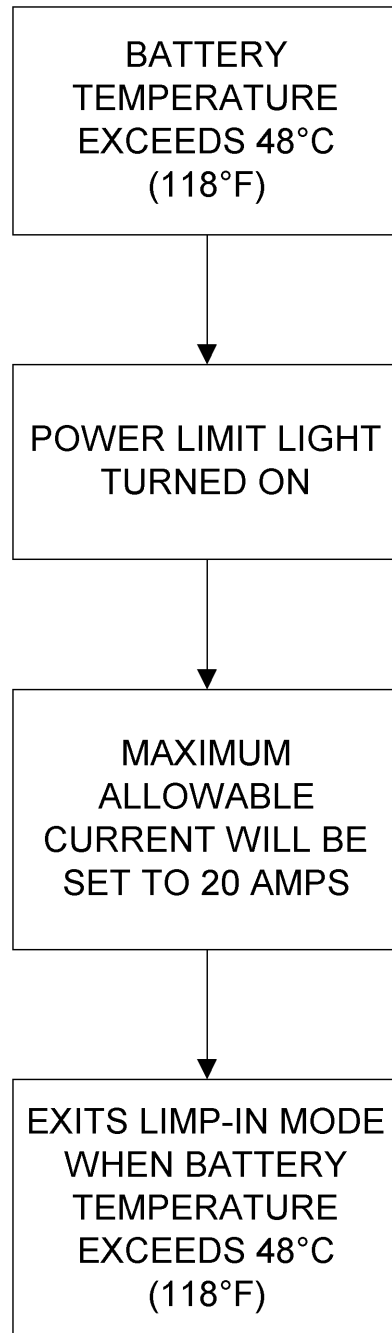 BATTERY
TEMPERATURE
EXCEEDS 48°C
(118°F)
POWER LIMIT LIGHT
TURNED ON
MAXIMUM
ALLOWABLE
CURRENT WILL BE
SET TO 20 AMPS
EXITS LIMP-IN MODE
WHEN BATTERY
TEMPERATURE
EXCEEDS 48°C
(118°F)